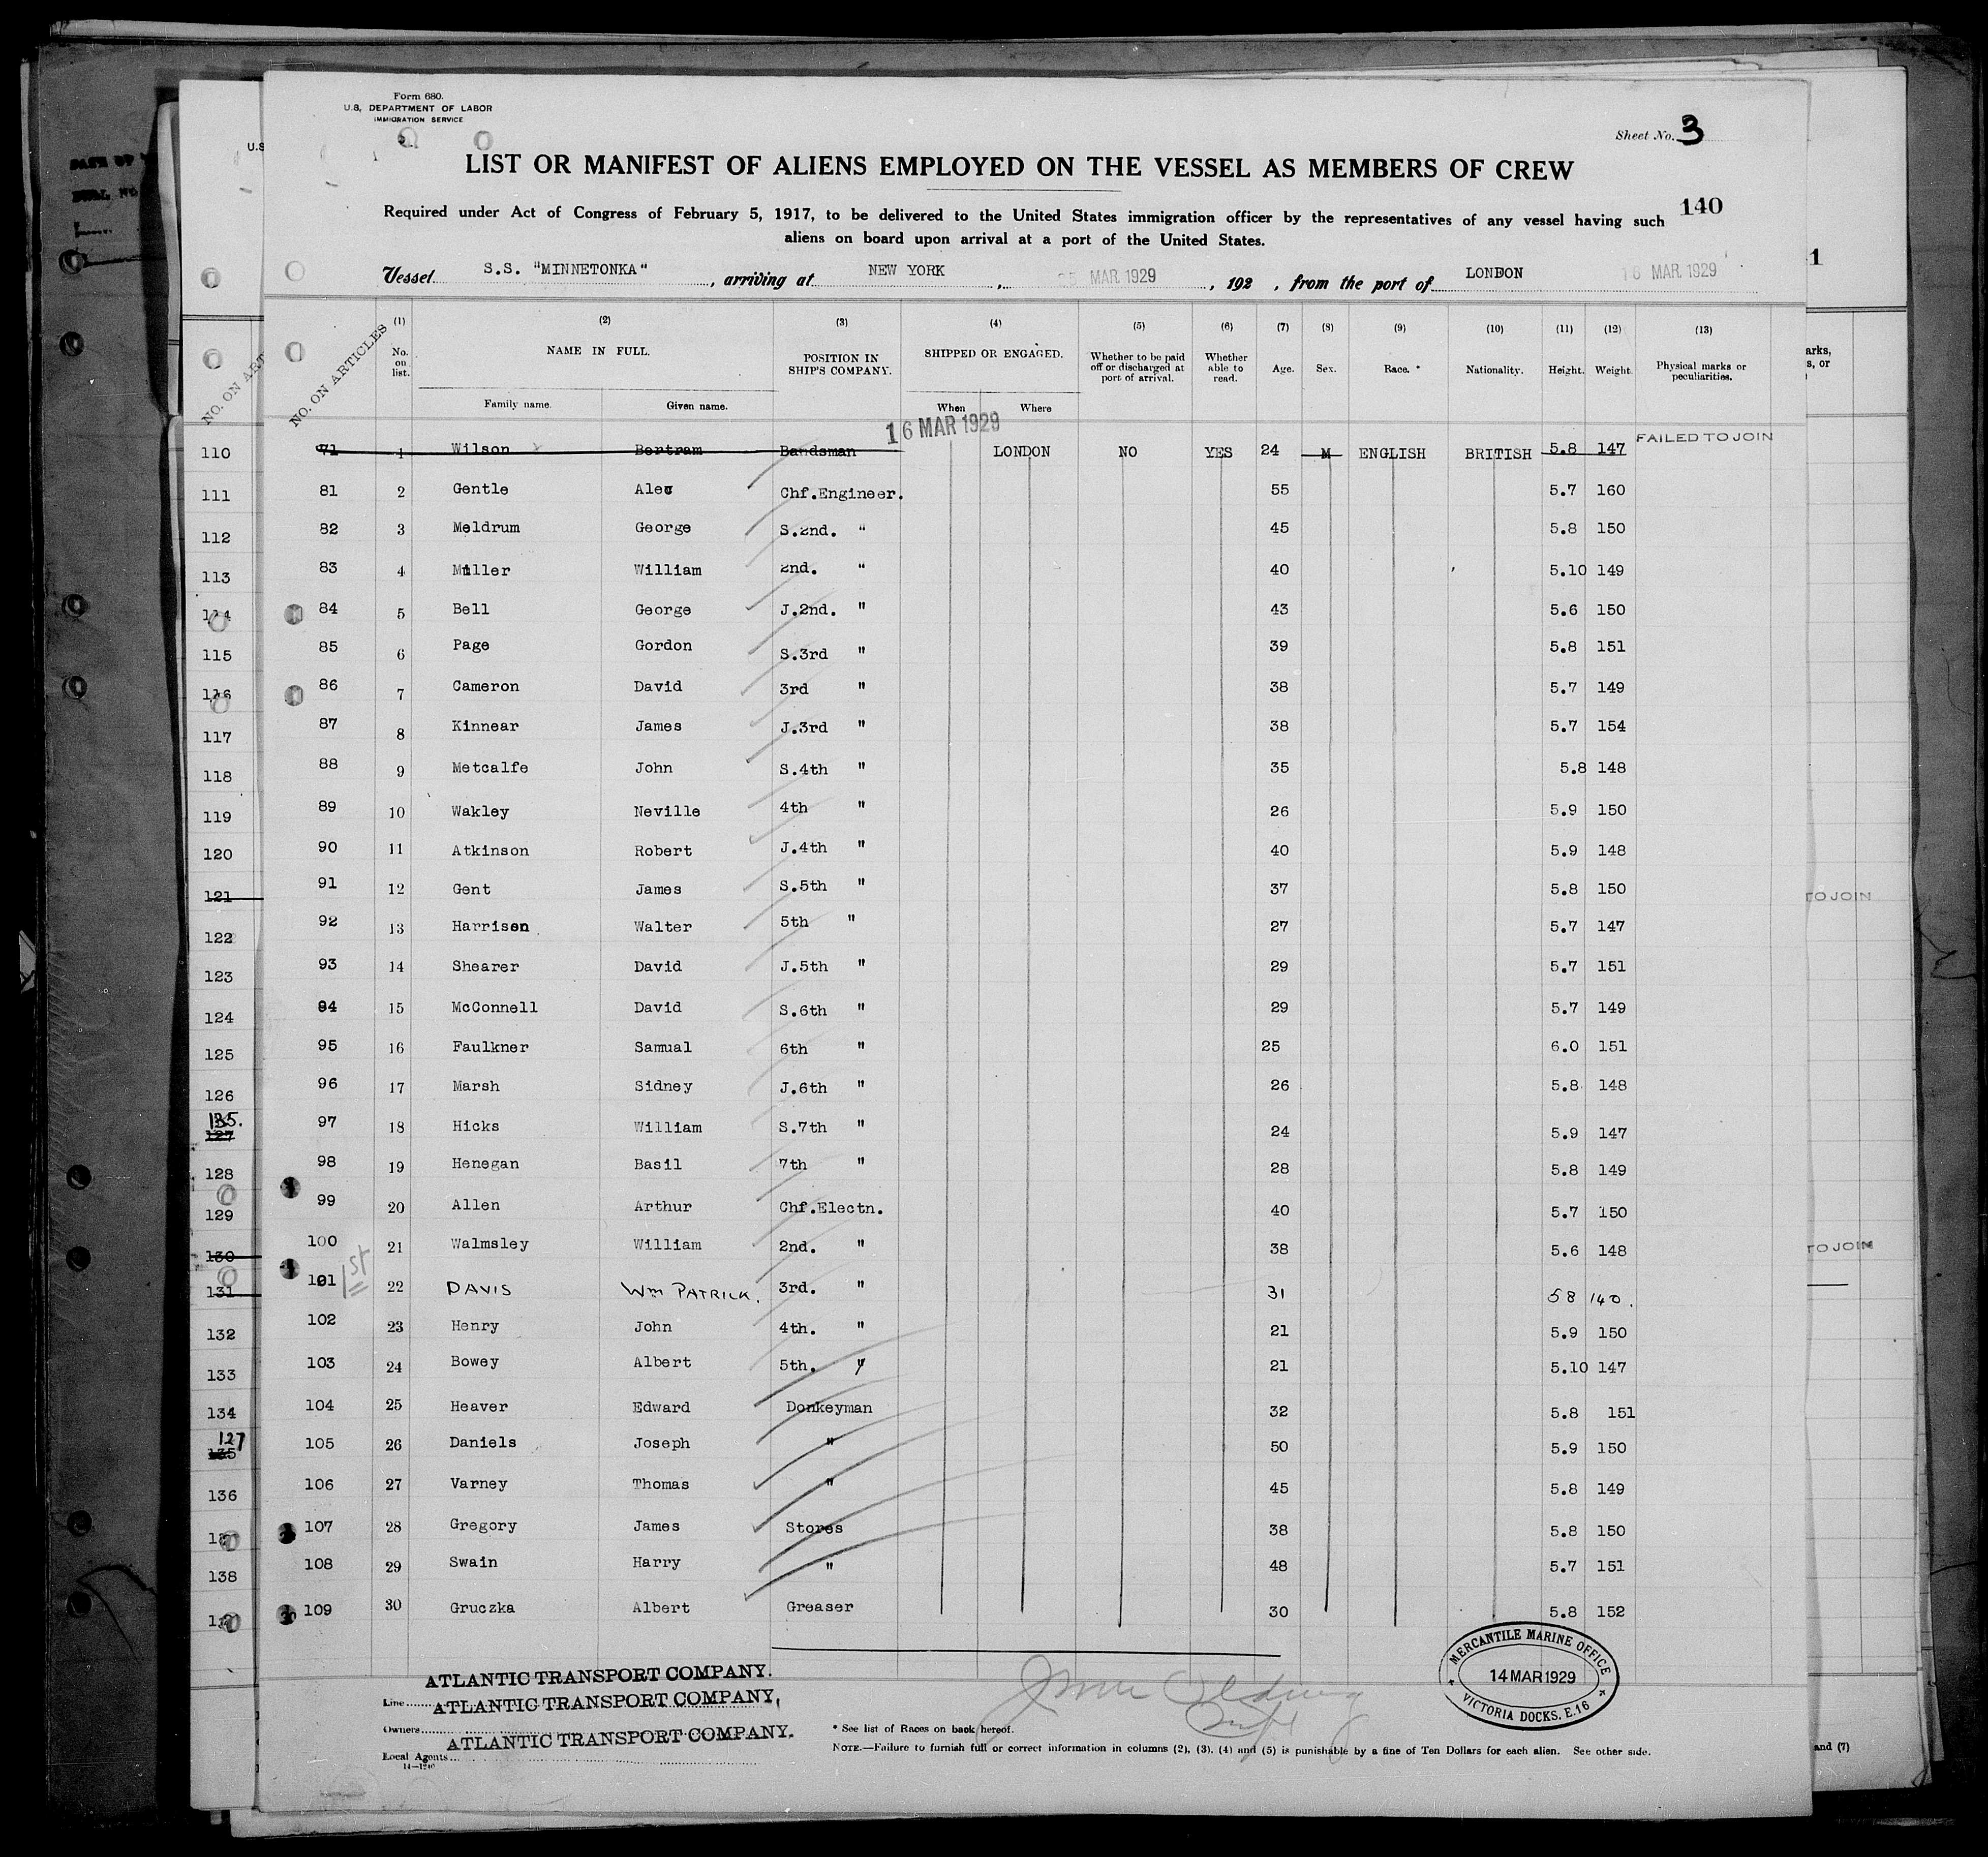 Form 680.
U.S. DEPARTMENT OF LABOR
IMMIGRATION SERVICE
Sheet No. 3
LIST OR MANIFEST OF ALIENS EMPLOYED ON THE VESSEL AS MEMBERS OF CREW
140
Required under Act of Congress of February 5, 1917, to be delivered to the United States immigration officer by the representatives of any vessel having such
aliens on board upon arrival at a port of the United States.
Vessel S.S. "MINNETONKA", arriving at NEW YORK, MAR 1929, 192 , from the port of LONDON 16 MAR 1929
NO. ON ARTICLES (1) No. on list. (2) NAME IN FULL. Family name. Given name. (3) POSITION IN SHIP'S COMPANY. (4) SHIPPED OR ENGAGED. When Where (5) Whether to be paid off or discharged at port of arrival. (6) Whether able to read. (7) Age. (8) Sex. (9) Race. * (10) Nationality. (11) Height. (12) Weight. (13) Physical marks or peculiarities.
16 MAR 1929
71 1 Wilson Bertram Bandsman LONDON NO YES 24 M ENGLISH BRITISH 5.8 147 FAILED TO JOIN
81 2 Gentle Alec Chf.Engineer. 55 5.7 160
82 3 Meldrum George S.2nd. " 45 5.8 150
83 4 Miller William 2nd. " 40 5.10 149
84 5 Bell George J.2nd. " 43 5.6 150
85 6 Page Gordon S.3rd " 39 5.8 151
86 7 Cameron David 3rd " 38 5.7 149
87 8 Kinnear James J.3rd " 38 5.7 154
88 9 Metcalfe John S.4th " 35 5.8 148
89 10 Wakley Neville 4th " 26 5.9 150
90 11 Atkinson Robert J.4th " 40 5.9 148
91 12 Gent James S.5th " 37 5.8 150
92 13 Harrison Walter 5th " 27 5.7 147
93 14 Shearer David J.5th " 29 5.7 151
94 15 McConnell David S.6th " 29 5.7 149
95 16 Faulkner Samual 6th " 25 6.0 151
96 17 Marsh Sidney J.6th " 26 5.8 148
97 18 Hicks William S.7th " 24 5.9 147
98 19 Henegan Basil 7th " 28 5.8 149
99 20 Allen Arthur Chf.Electn. 40 5.7 150
100 21 Walmsley William 2nd. " 38 5.6 148
101 1st 22 DAVIS Wm PATRICK. 3rd. " 31 5 8 140.
102 23 Henry John 4th. " 21 5.9 150
103 24 Bowey Albert 5th. " 21 5.10 147
104 25 Heaver Edward Donkeyman 32 5.8 151
105 26 Daniels Joseph " 50 5.9 150
106 27 Varney Thomas " 45 5.8 149
107 28 Gregory James Stores 38 5.8 150
108 29 Swain Harry " 48 5.7 151
109 30 Gruczka Albert Greaser 30 5.8 152
ATLANTIC TRANSPORT COMPANY.
Line ATLANTIC TRANSPORT COMPANY,
Owners ATLANTIC TRANSPORT COMPANY.
Local Agents
* See list of Races on back hereof.
NOTE.—Failure to furnish full or correct information in columns (2), (3), (4) and (5) is punishable by a fine of Ten Dollars for each alien. See other side.
MERCANTILE MARINE OFFICE
14 MAR 1929
VICTORIA DOCKS, E.16
NO. ON ART
110
111
112
113
114
115
116
117
118
119
120
121
122
123
124
125
126
135.
127
128
129
130
131
132
133
134
127
135
136
138
arks,
s, or
TO JOIN
TO JOIN
and (7)